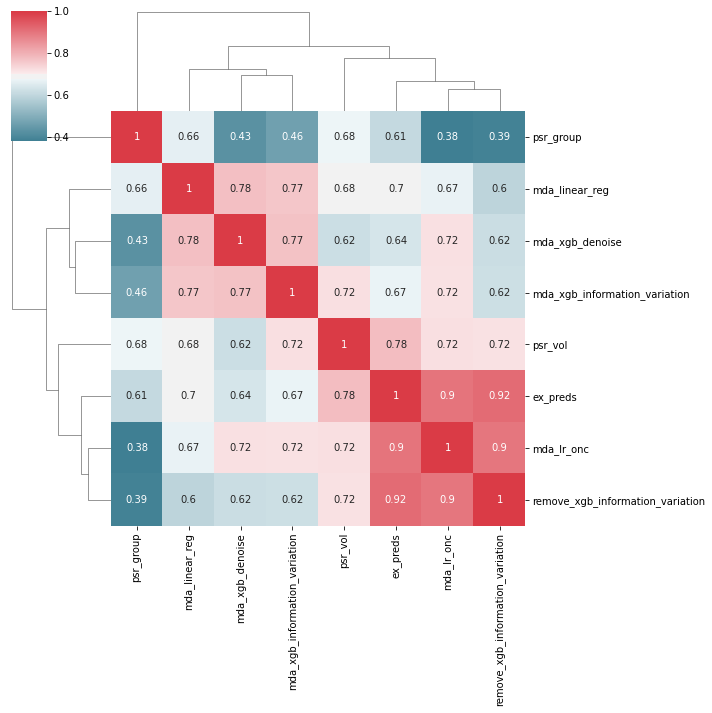 1.0
0.8
0.6
0.4
1 0.66 0.43 0.46 0.68 0.61 0.38 0.39 psr_group
0.66 1 0.78 0.77 0.68 0.7 0.67 0.6 mda_linear_reg
0.43 0.78 1 0.77 0.62 0.64 0.72 0.62 mda_xgb_denoise
0.46 0.77 0.77 1 0.72 0.67 0.72 0.62 mda_xgb_information_variation
0.68 0.68 0.62 0.72 1 0.78 0.72 0.72 psr_vol
0.61 0.7 0.64 0.67 0.78 1 0.9 0.92 ex_preds
0.38 0.67 0.72 0.72 0.72 0.9 1 0.9 mda_lr_onc
0.39 0.6 0.62 0.62 0.72 0.92 0.9 1 remove_xgb_information_variation
psr_group
mda_linear_reg
mda_xgb_denoise
mda_xgb_information_variation
psr_vol
ex_preds
mda_lr_onc
remove_xgb_information_variation